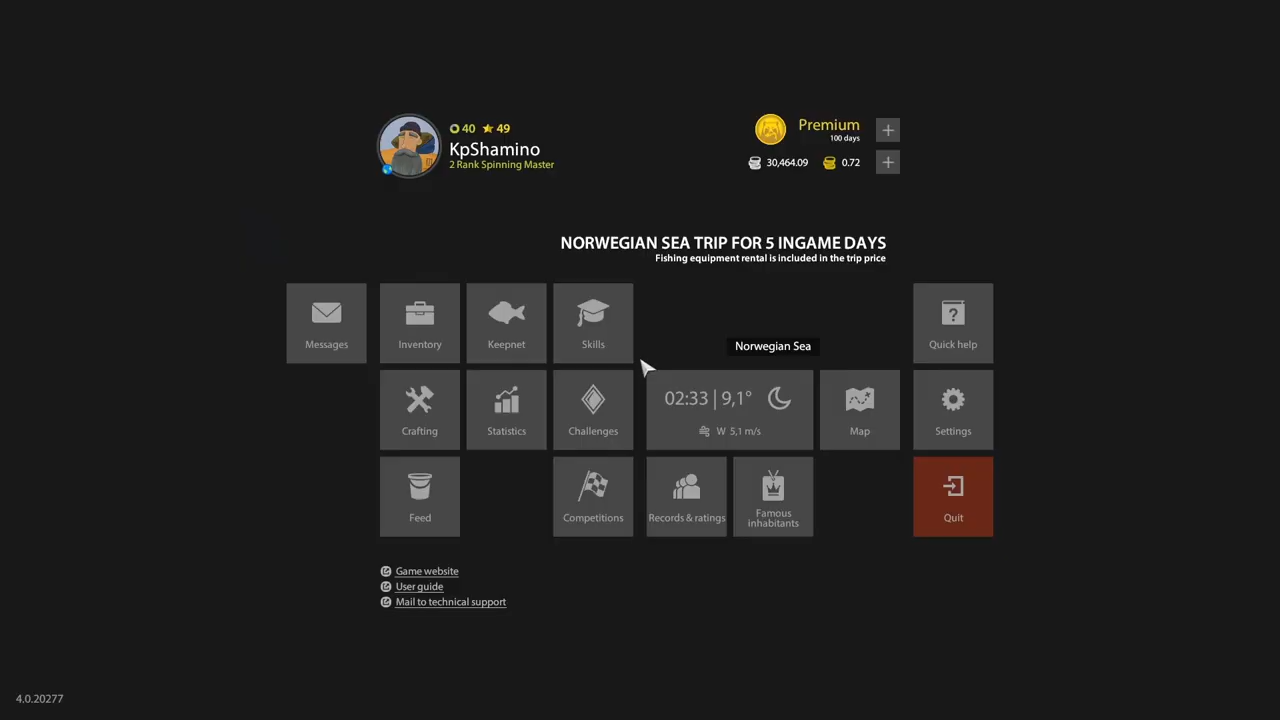 40 49
KpShamino
2 Rank Spinning Master
Premium
100 days
30,464.09 0.72
NORWEGIAN SEA TRIP FOR 5 INGAME DAYS
Fishing equipment rental is included in the trip price
Messages
Inventory
Keepnet
Skills
Norwegian Sea
Quick help
Crafting
Statistics
Challenges
02:33 | 9,1°
W 5,1 m/s
Map
Settings
Feed
Competitions
Records & ratings
Famous
inhabitants
Quit
Game website
User guide
Mail to technical support
4.0.20277